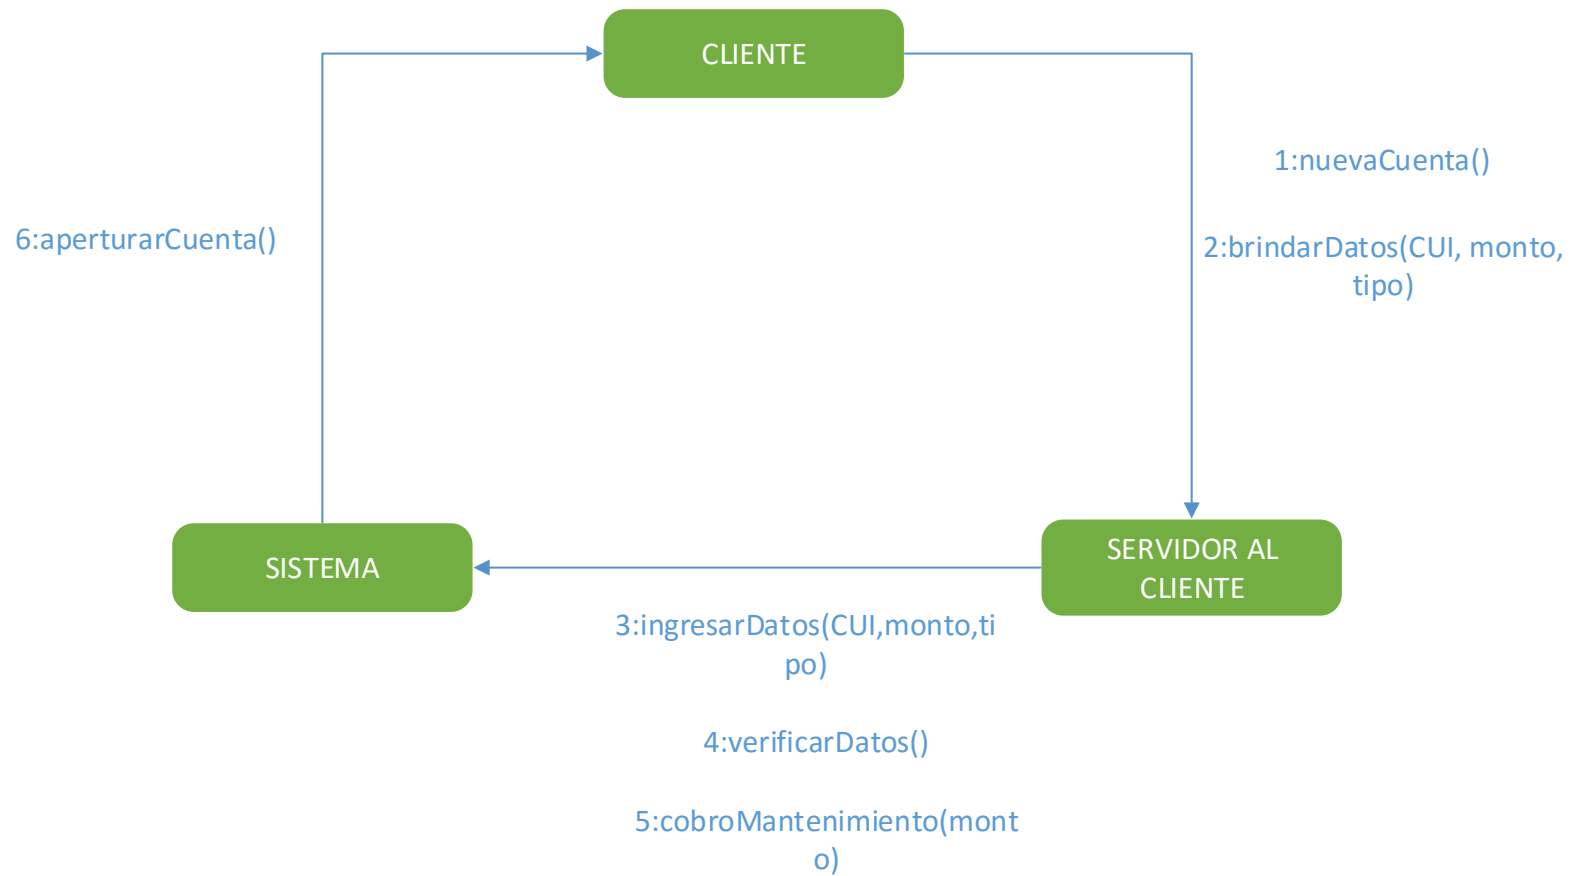 CLIENTE
1:nuevaCuenta()
6:aperturarCuenta()
2:brindarDatos(CUI, monto,
tipo)
SISTEMA
SERVIDOR AL
CLIENTE
3:ingresarDatos(CUI,monto,ti
po)
4:verificarDatos()
5:cobroMantenimiento(mont
o)